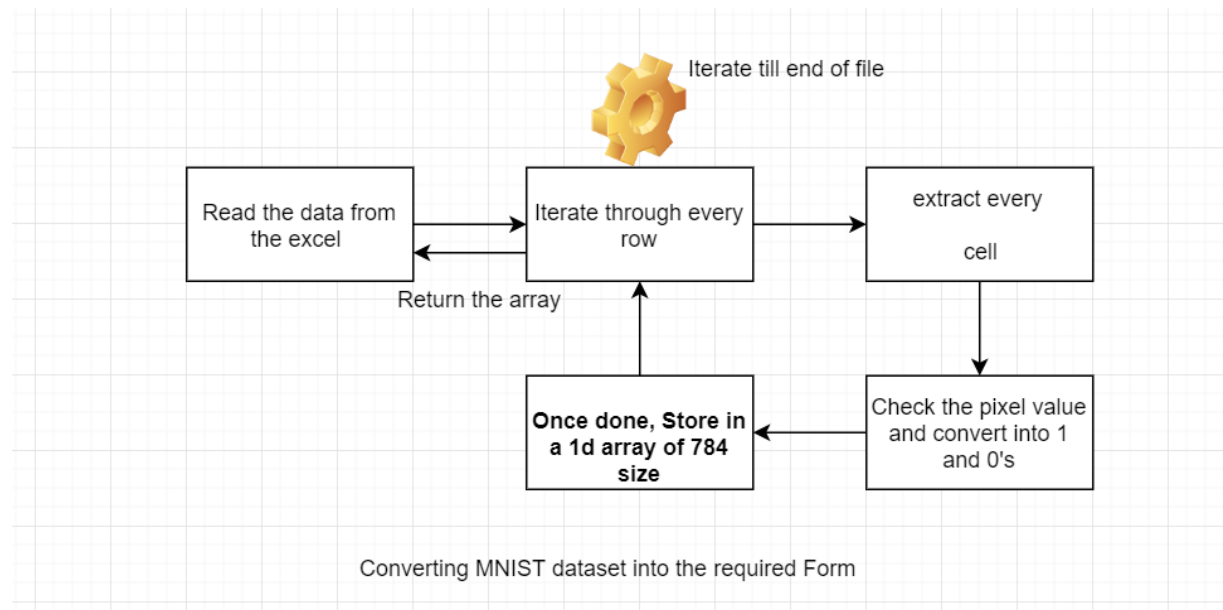 Iterate till end of file
Read the data from
the excel
Iterate through every
row
extract every
cell
Return the array
Once done, Store in
a 1d array of 784
size
Check the pixel value
and convert into 1
and 0's
Converting MNIST dataset into the required Form